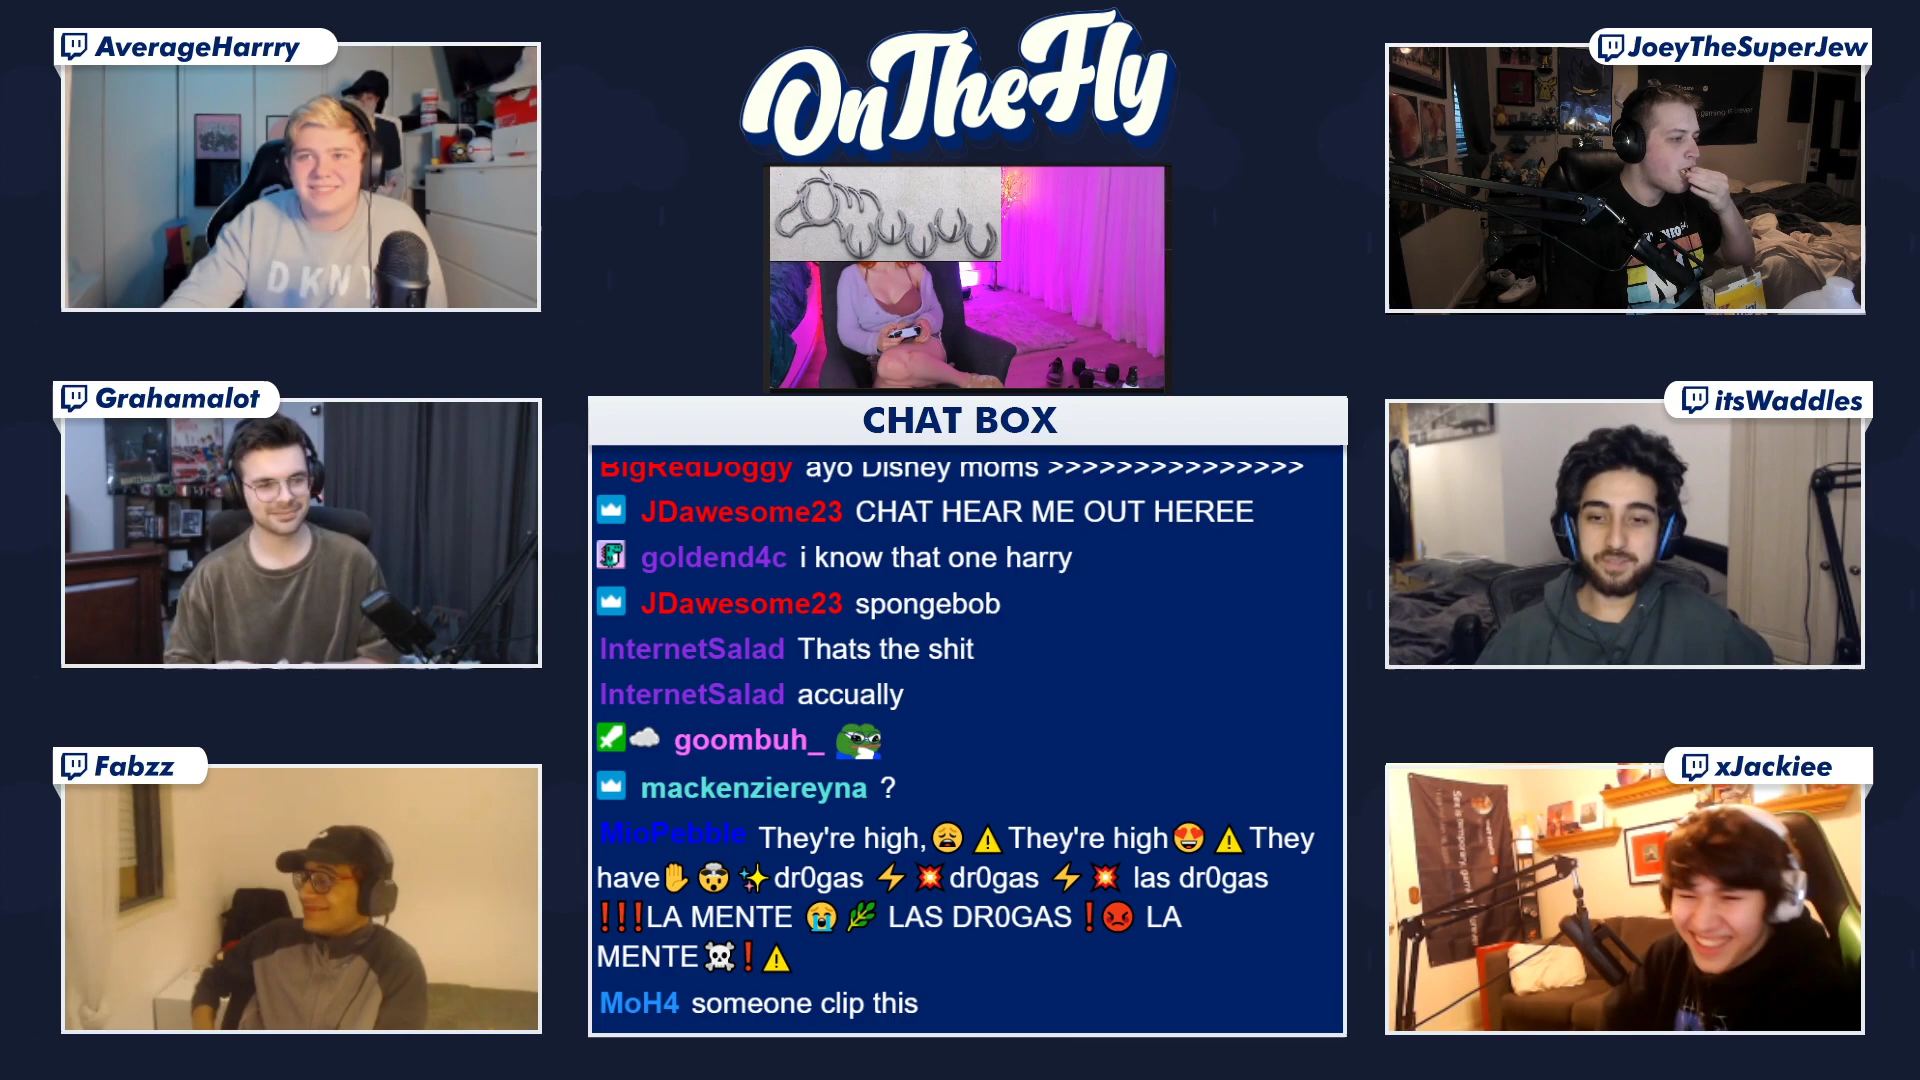 AverageHarrry
OnTheFly
JoeyTheSuperJew
DKNY
Grahamalot
itsWaddles
Fabzz
xJackiee
CHAT BOX
BigRedDoggy ayo Disney moms >>>>>>>>>>>>>>>
JDawesome23 CHAT HEAR ME OUT HEREE
goldend4c i know that one harry
JDawesome23 spongebob
InternetSalad Thats the shit
InternetSalad accually
goombuh_
mackenziereyna ?
MioPebble They're high,😩 ⚠️They're high😍 ⚠️They
have✋🤯 ✨dr0gas ⚡💥dr0gas ⚡💥 las dr0gas
❗❗❗LA MENTE 😭🌿 LAS DR0GAS❗😡 LA
MENTE☠️❗⚠️
MoH4 someone clip this